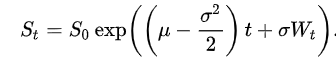 $S_t = S_0 \exp\left(\left(\mu - \frac{\sigma^2}{2}\right)t + \sigma W_t\right).$